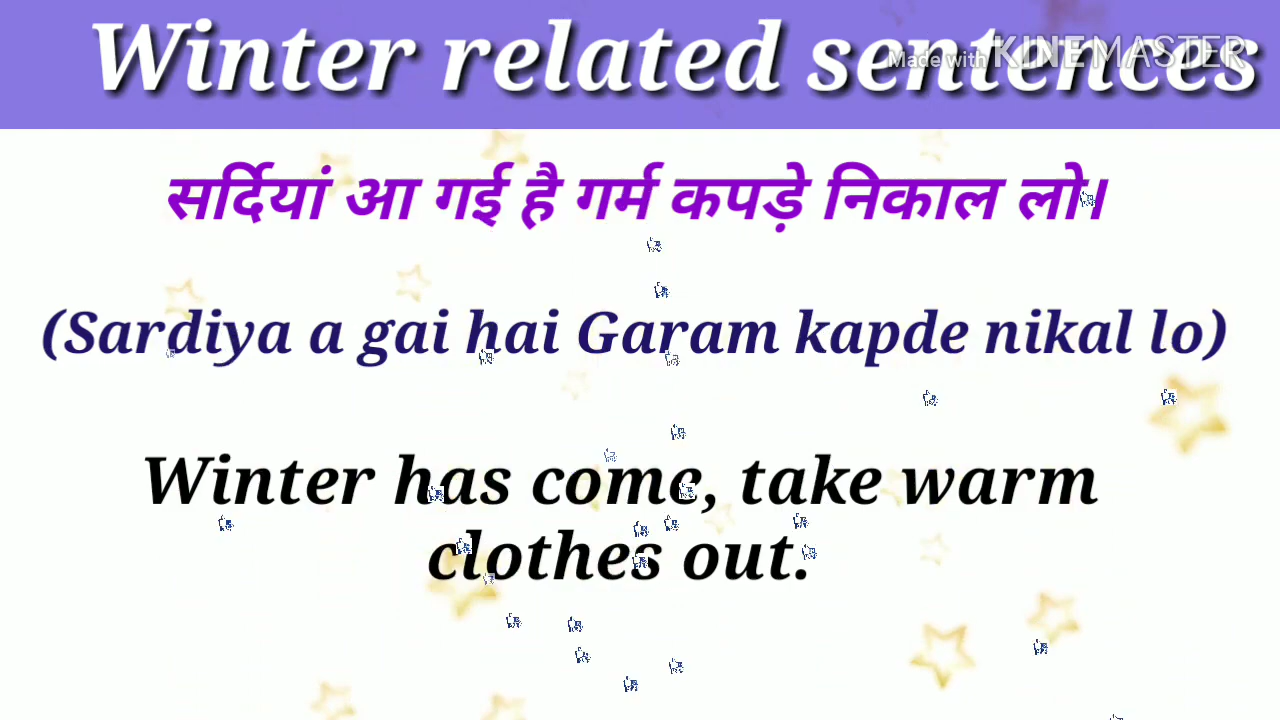 Winter related sentences
Made with KINEMASTER
सर्दियां आ गई है गर्म कपड़े निकाल लो।
(Sardiya a gai hai Garam kapde nikal lo)
Winter has come, take warm
clothes out.